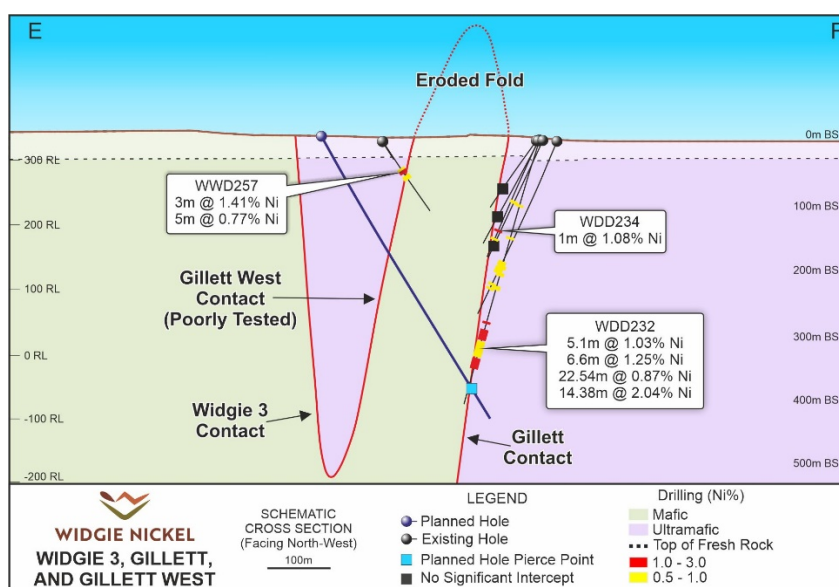 E
F
Eroded Fold
0m BS
300 RL
WWD257
3m @ 1.41% Ni
5m @ 0.77% Ni
100m BS
200 RL
WDD234
1m @ 1.08% Ni
Gillett West
Contact
(Poorly Tested)
200m BS
100 RL
WDD232
5.1m @ 1.03% Ni
6.6m @ 1.25% Ni
22.54m @ 0.87% Ni
14.38m @ 2.04% Ni
300m BS
0 RL
Widgie 3
Contact
Gillett
Contact
-100 RL
400m BS
-200 RL
500m BS
WIDGIE NICKEL
WIDGIE 3, GILLETT,
AND GILLETT WEST
SCHEMATIC
CROSS SECTION
(Facing North-West)
100m
LEGEND
Planned Hole
Existing Hole
Planned Hole Pierce Point
No Significant Intercept
Drilling (Ni%)
Mafic
Ultramafic
Top of Fresh Rock
1.0 - 3.0
0.5 - 1.0